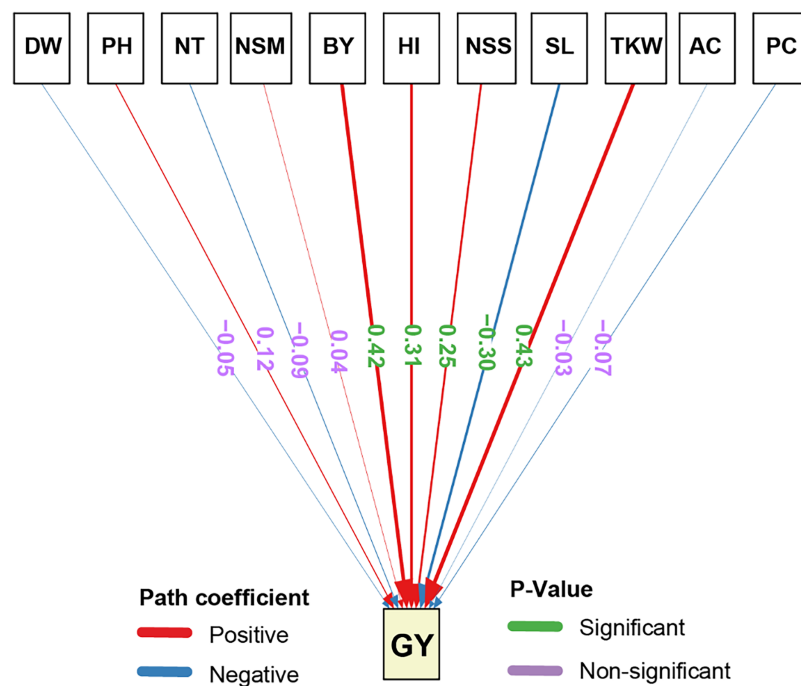 DW PH NT NSM BY HI NSS SL TKW AC PC
−0.05 0.12 −0.09 0.04 0.42 0.31 0.25 −0.30 0.43 −0.03 −0.07
Path coefficient
Positive
Negative
GY
P-Value
Significant
Non-significant